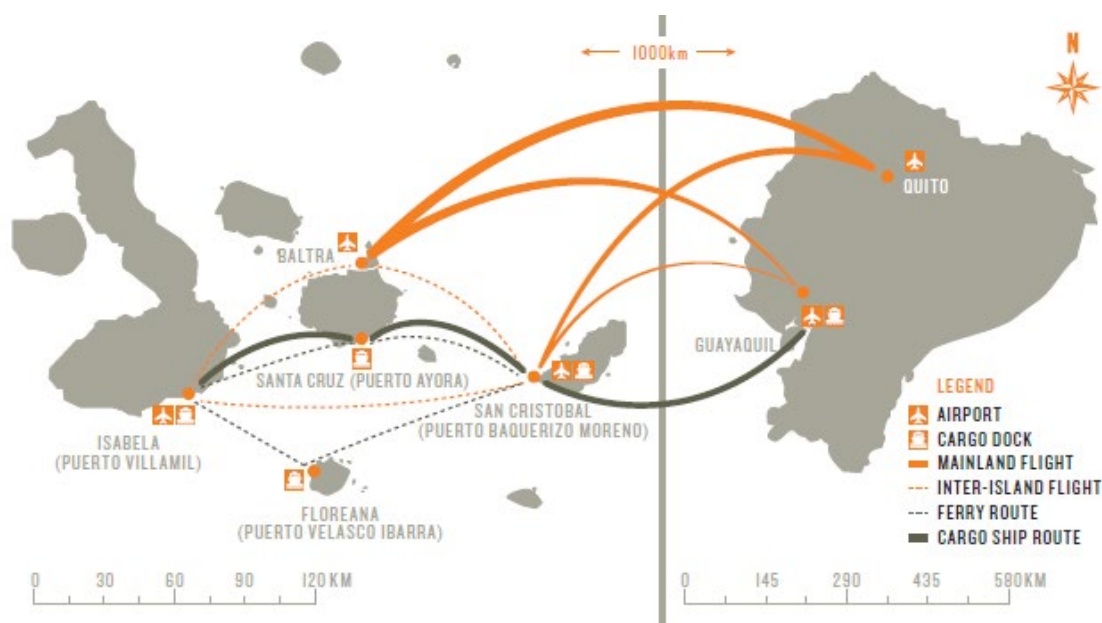 1000km
N
QUITO
BALTRA
GUAYAQUIL
SANTA CRUZ (PUERTO AYORA)
SAN CRISTOBAL
(PUERTO BAQUERIZO MORENO)
ISABELA
(PUERTO VILLAMIL)
FLOREANA
(PUERTO VELASCO IBARRA)
LEGEND
AIRPORT
CARGO DOCK
MAINLAND FLIGHT
INTER-ISLAND FLIGHT
FERRY ROUTE
CARGO SHIP ROUTE
0 30 60 90 120 KM
0 145 290 435 580KM